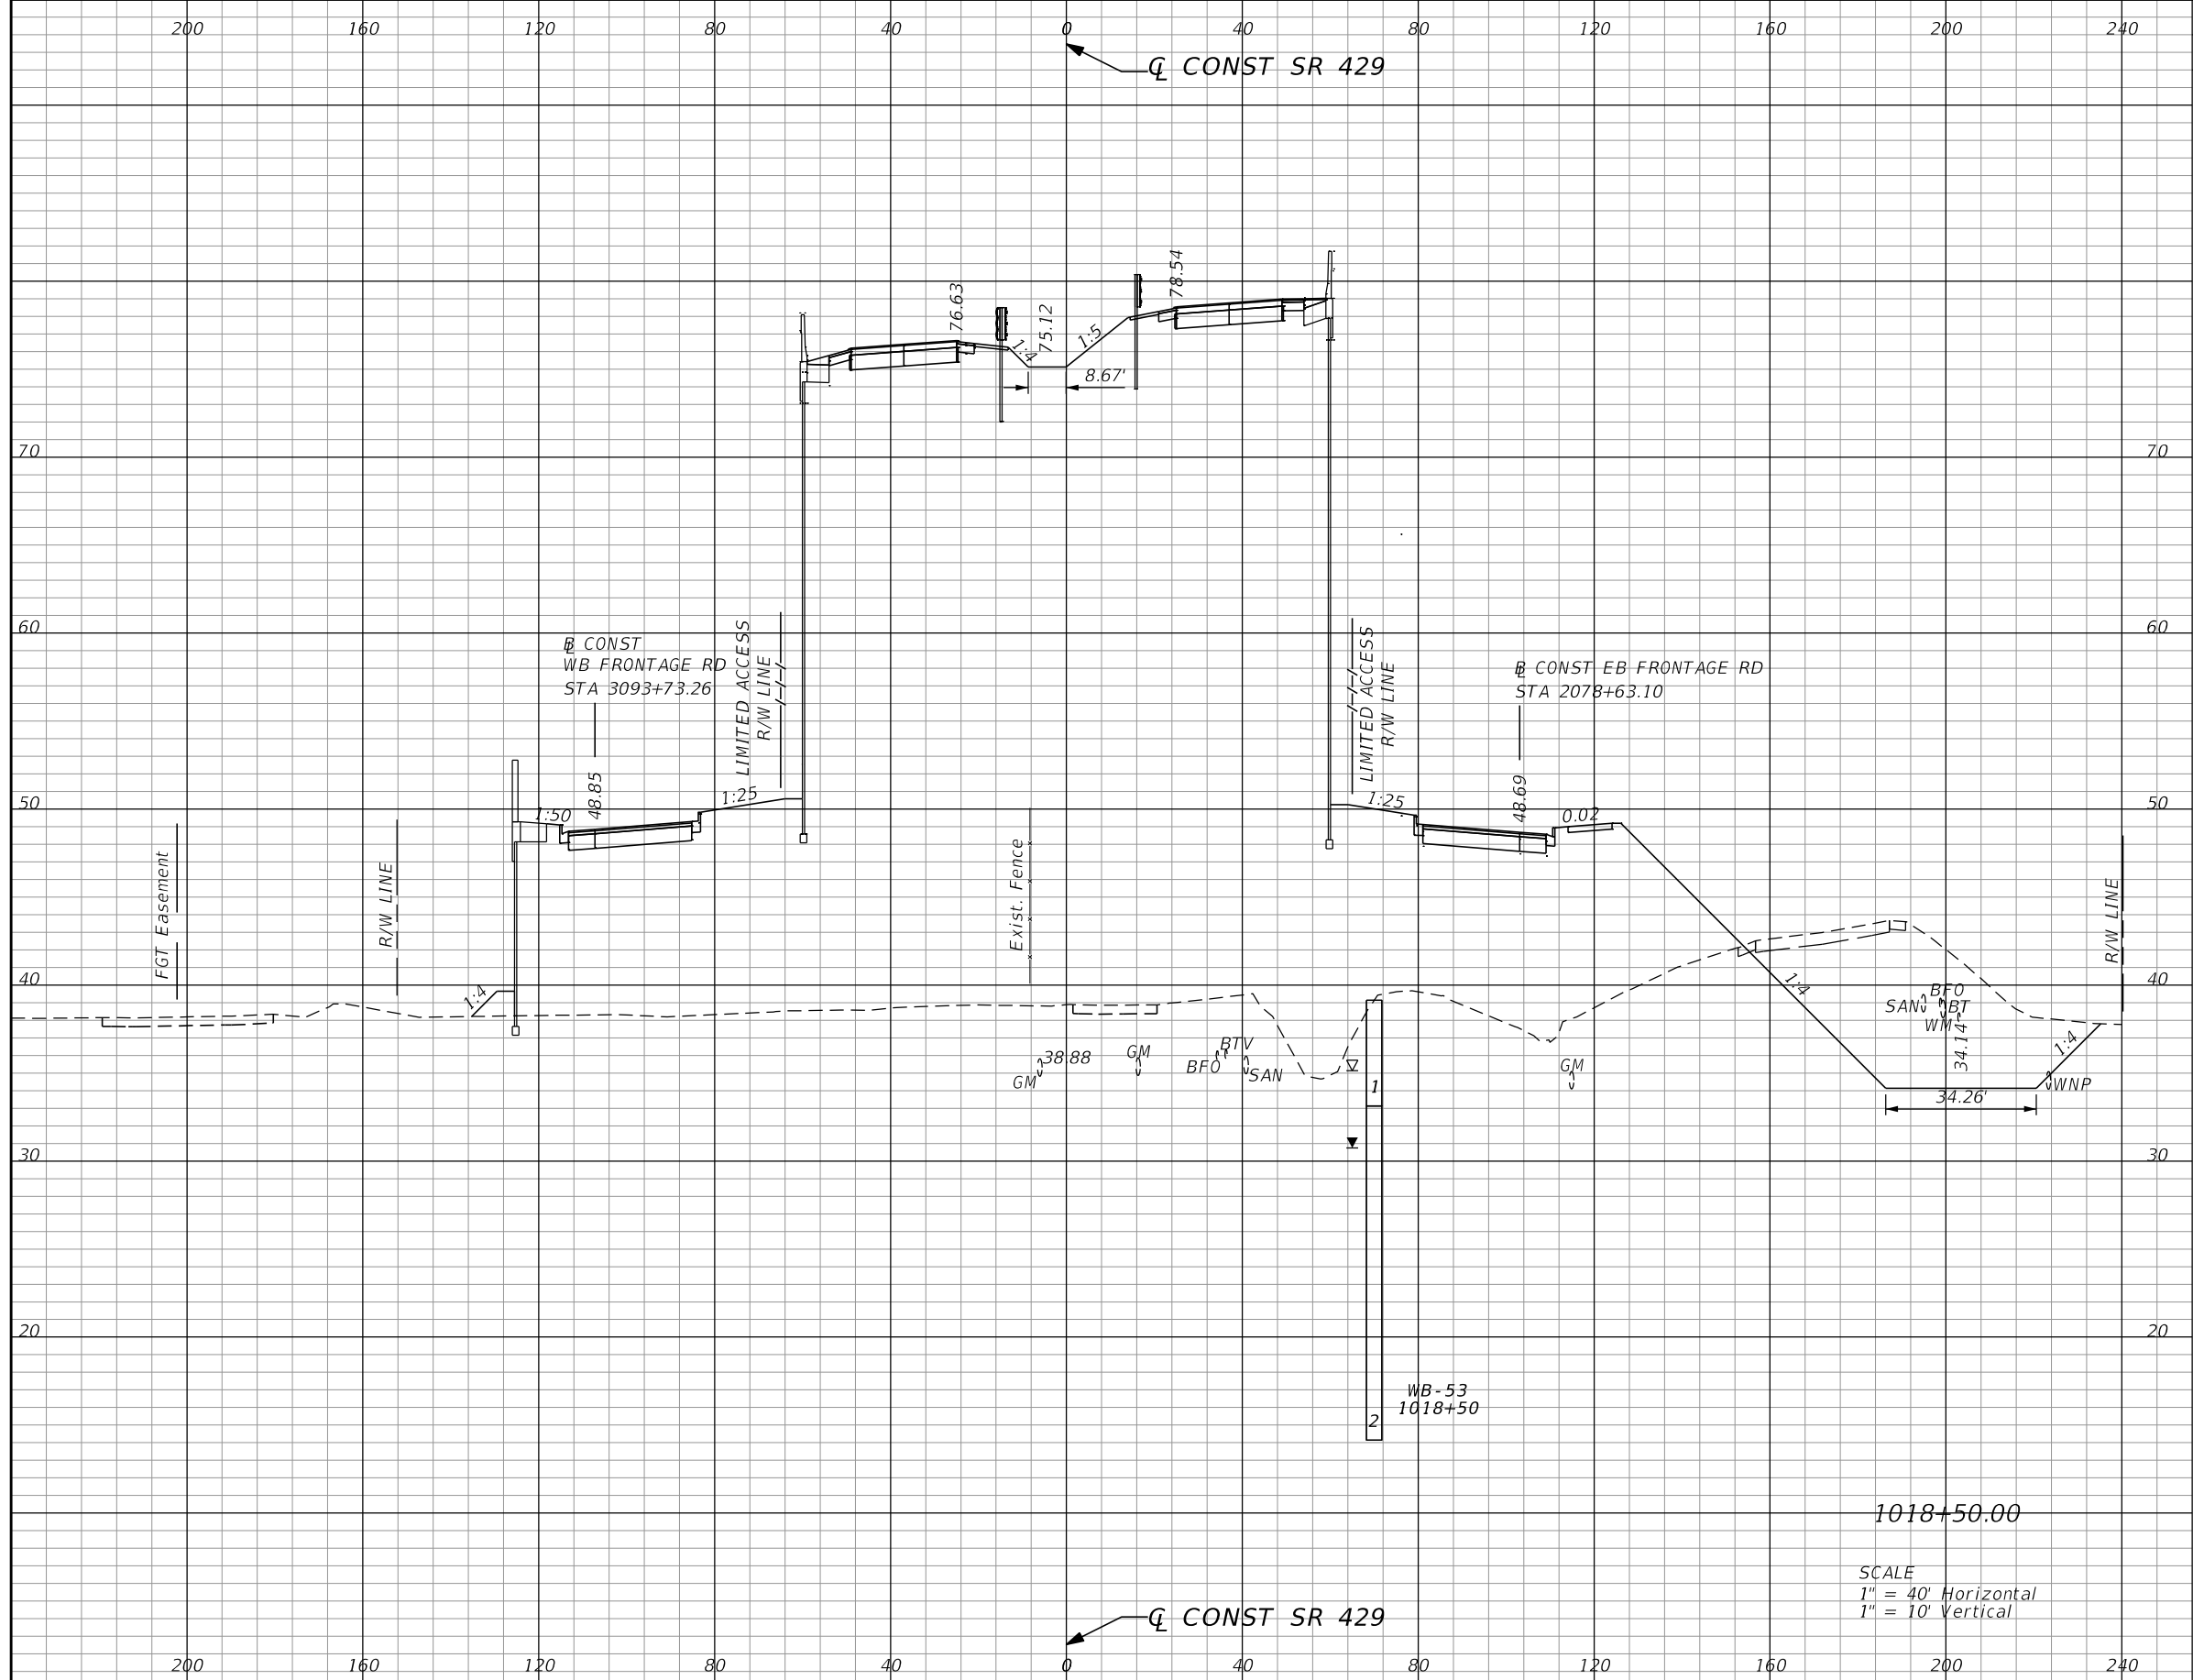 200 160 120 80 40 0 40 80 120 160 200 240
℄ CONST SR 429
78.54
76.63
75.12
1:4
1:5
8.67'
70 70
60 60
℄ CONST
WB FRONTAGE RD
STA 3093+73.26
LIMITED ACCESS
R/W LINE
LIMITED ACCESS
R/W LINE
B CONST EB FRONTAGE RD
STA 2078+63.10
50 50
1:50
48.85
1:25
1:25
48.69
0.02
FGT Easement
R/W LINE
Exist. Fence
R/W LINE
40 40
1:4
1:4
BFO
SAN
BT
WM
34.14
1:4
38.88
GM
GM
BTV
BFO
SAN
GM
WNP
34.26'
1
30 30
20 20
WB-53
1018+50
2
1018+50.00
SCALE
1" = 40' Horizontal
1" = 10' Vertical
℄ CONST SR 429
200 160 120 80 40 0 40 80 120 160 200 240